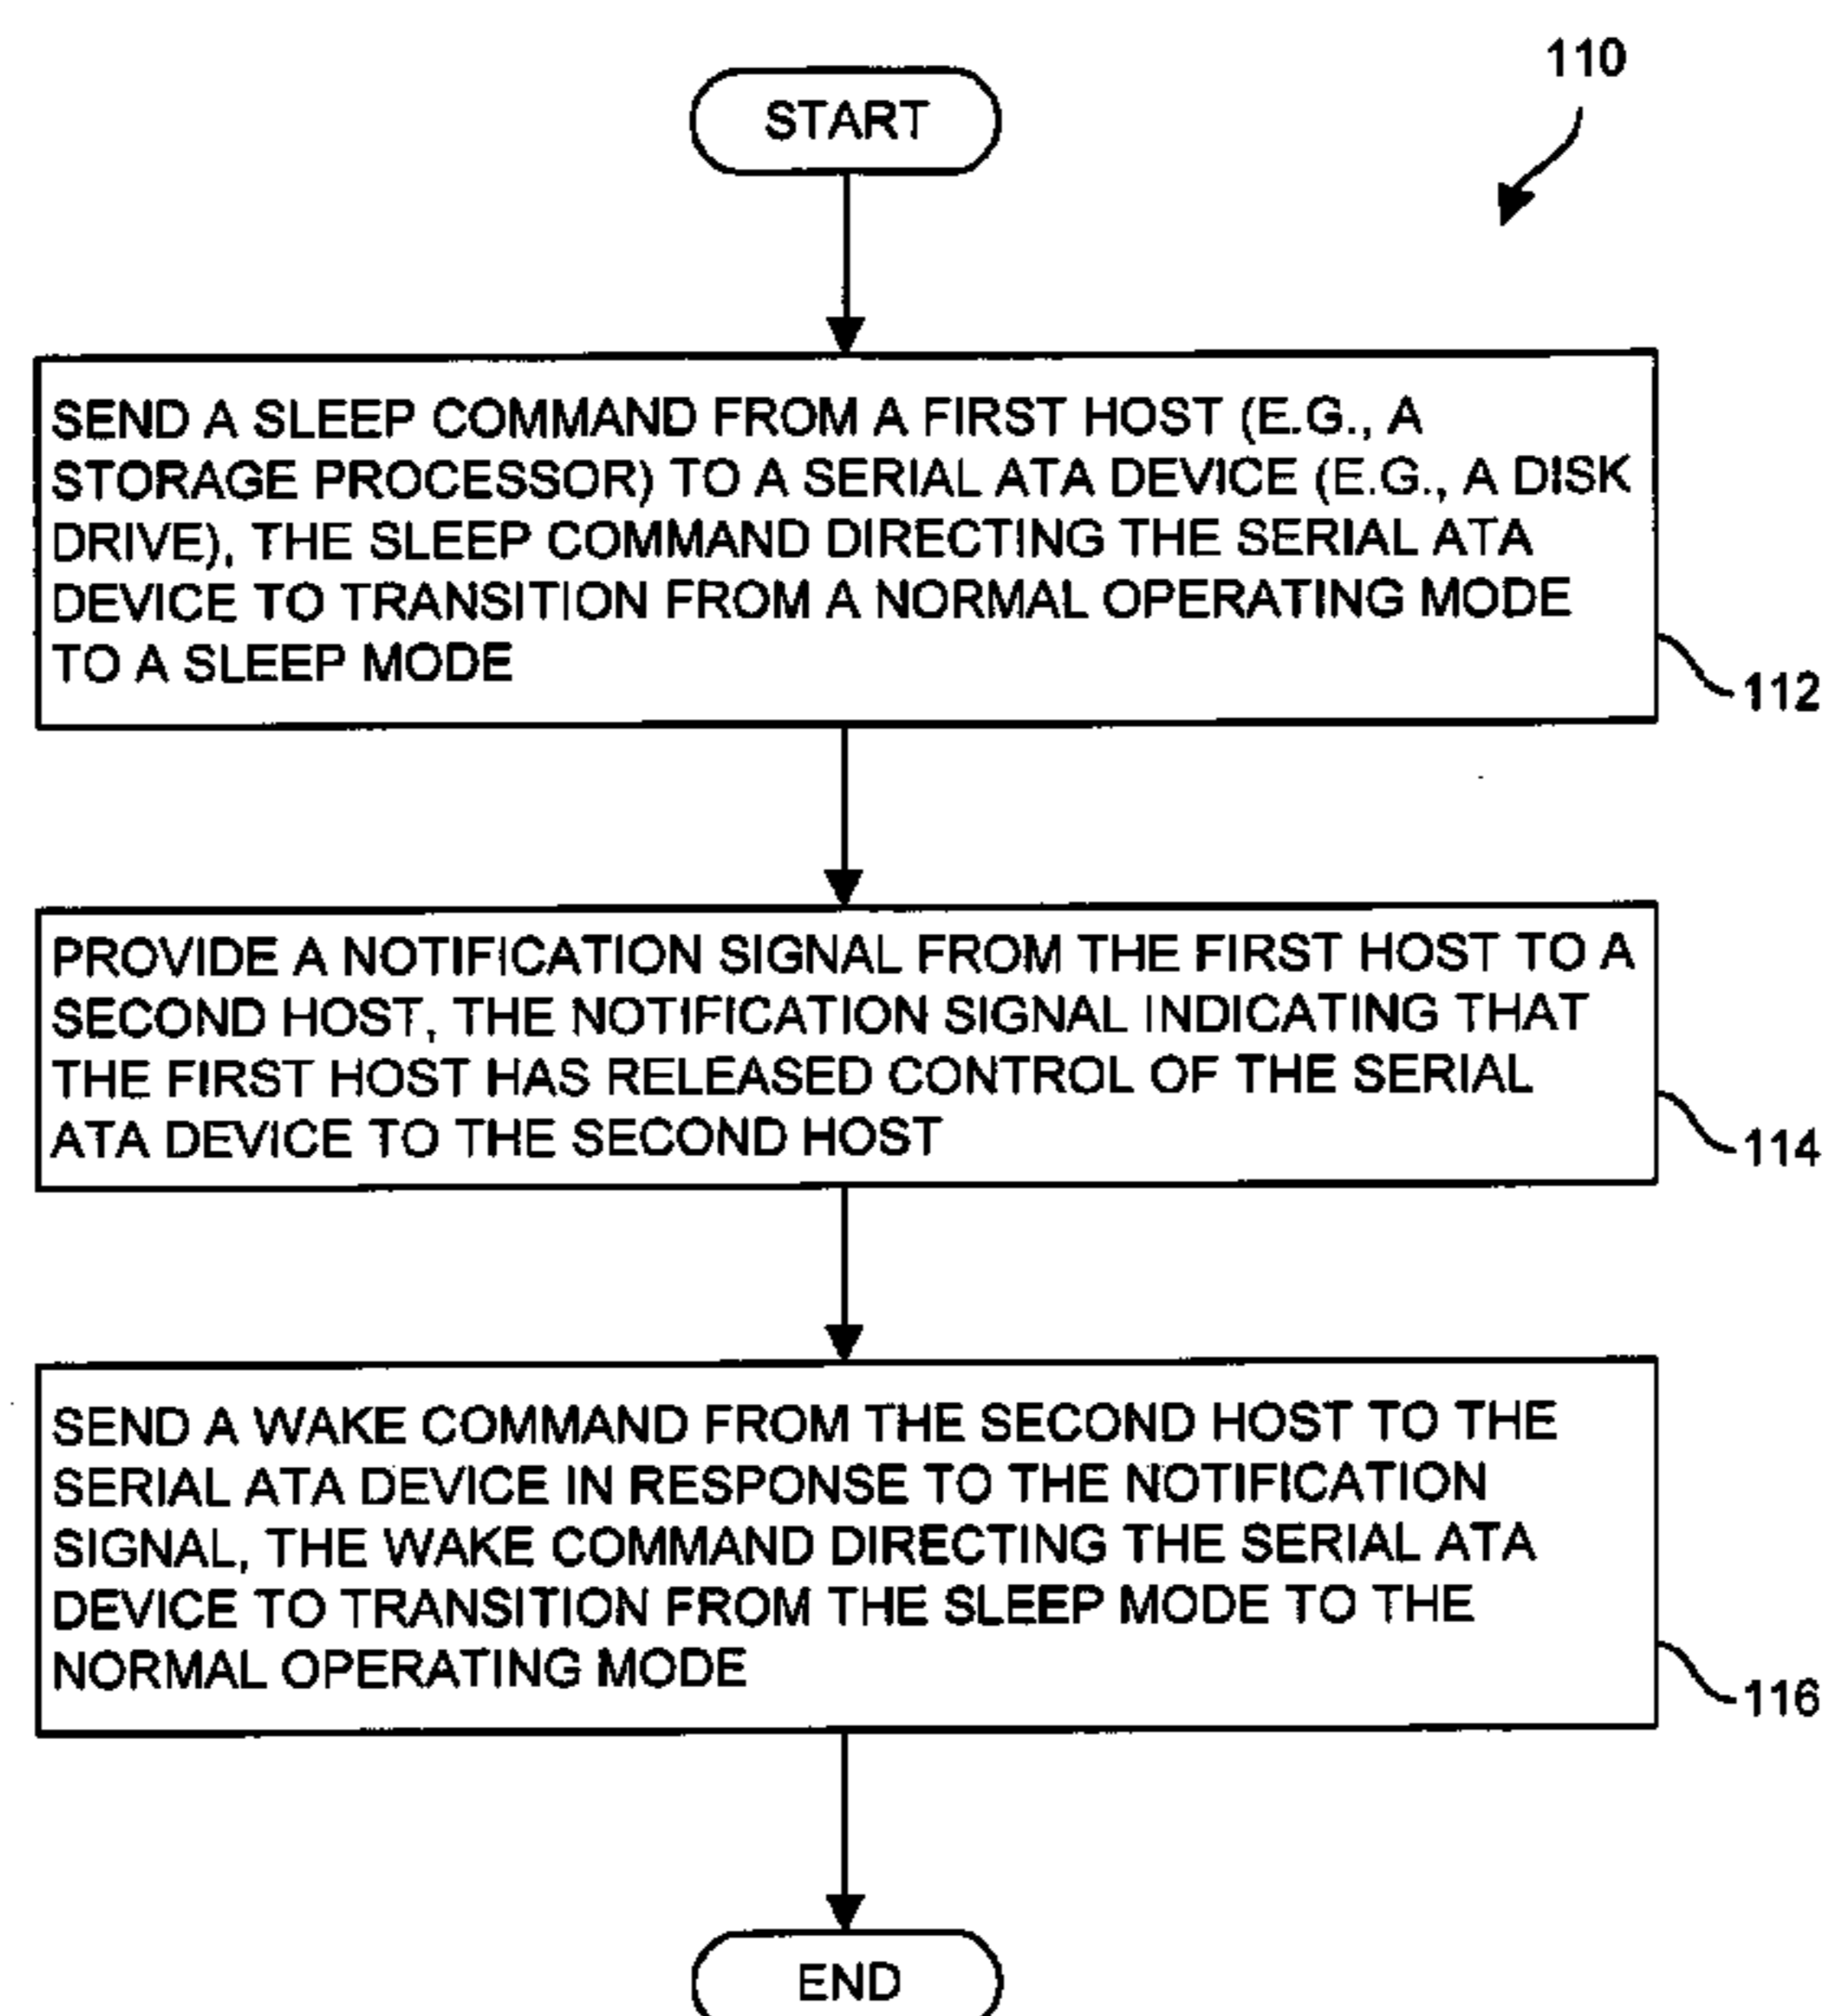 110
START
SEND A SLEEP COMMAND FROM A FIRST HOST (E.G., A
STORAGE PROCESSOR) TO A SERIAL ATA DEVICE (E.G., A DISK
DRIVE), THE SLEEP COMMAND DIRECTING THE SERIAL ATA
DEVICE TO TRANSITION FROM A NORMAL OPERATING MODE
TO A SLEEP MODE
112
PROVIDE A NOTIFICATION SIGNAL FROM THE FIRST HOST TO A
SECOND HOST, THE NOTIFICATION SIGNAL INDICATING THAT
THE FIRST HOST HAS RELEASED CONTROL OF THE SERIAL
ATA DEVICE TO THE SECOND HOST
114
SEND A WAKE COMMAND FROM THE SECOND HOST TO THE
SERIAL ATA DEVICE IN RESPONSE TO THE NOTIFICATION
SIGNAL, THE WAKE COMMAND DIRECTING THE SERIAL ATA
DEVICE TO TRANSITION FROM THE SLEEP MODE TO THE
NORMAL OPERATING MODE
116
END